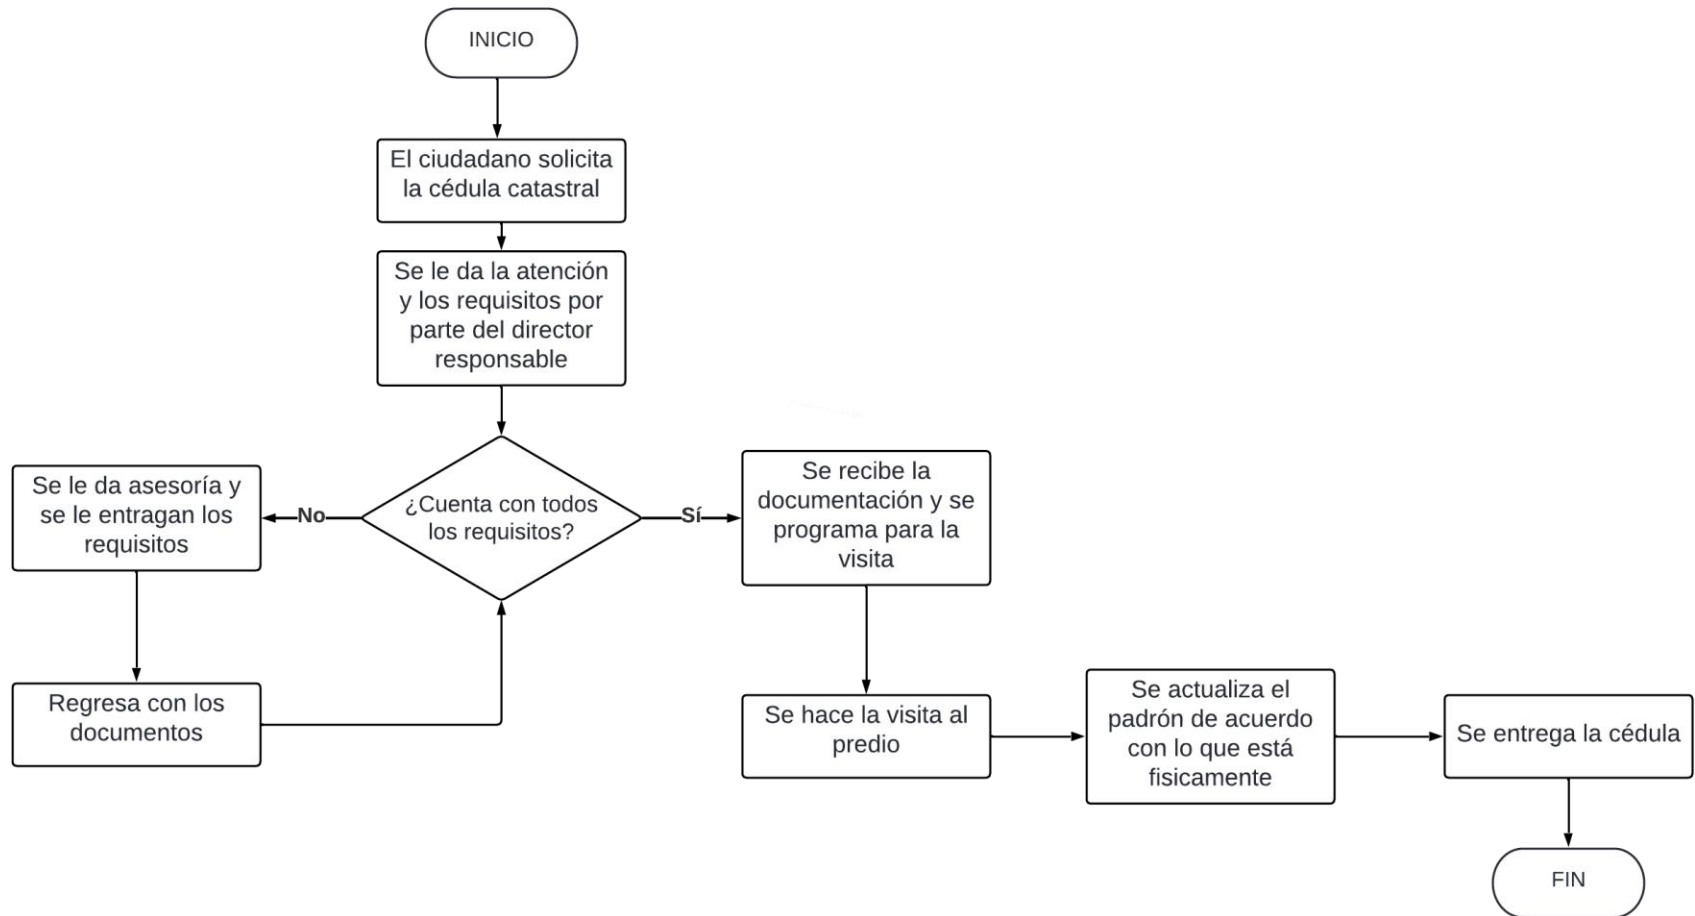 INICIO
El ciudadano solicita
la cédula catastral
Se le da la atención
y los requisitos por
parte del director
responsable
¿Cuenta con todos
los requisitos?
No
Sí
Se le da asesoría y
se le entragan los
requisitos
Regresa con los
documentos
Se recibe la
documentación y se
programa para la
visita
Se hace la visita al
predio
Se actualiza el
padrón de acuerdo
con lo que está
fisicamente
Se entrega la cédula
FIN